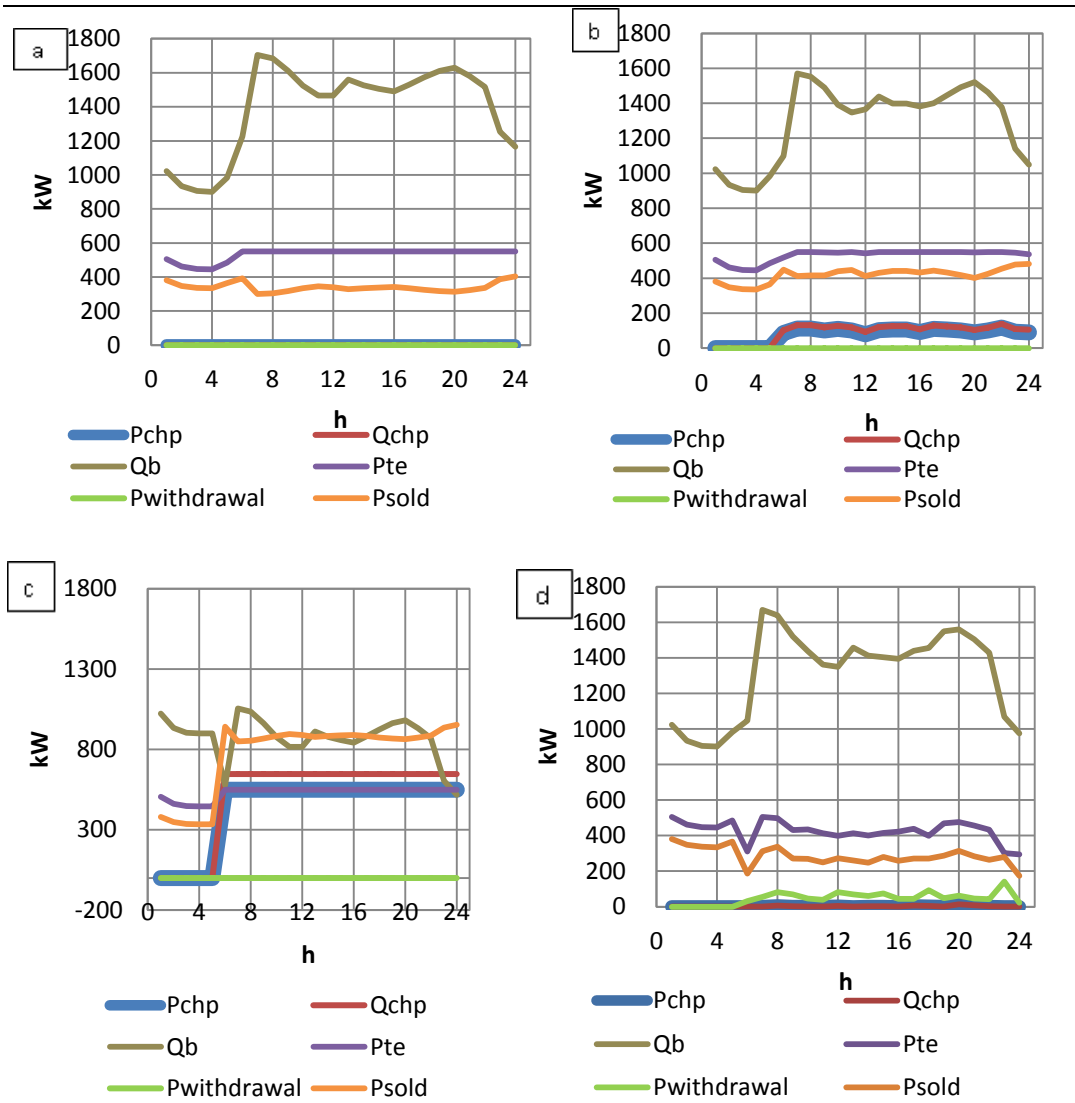 a
1800
1600
1400
1200
1000
800
600
400
200
0
kW
0 4 8 12 16 20 24
h
Pchp Qchp
Qb Pte
Pwithdrawal Psold
b
1800
1600
1400
1200
1000
800
600
400
200
0
kW
0 4 8 12 16 20 24
h
Pchp Qchp
Qb Pte
Pwithdrawal Psold
c
1800
1300
800
300
-200
kW
0 4 8 12 16 20 24
h
Pchp Qchp
Qb Pte
Pwithdrawal Psold
d
1800
1600
1400
1200
1000
800
600
400
200
0
kW
0 4 8 12 16 20 24
h
Pchp Qchp
Qb Pte
Pwithdrawal Psold